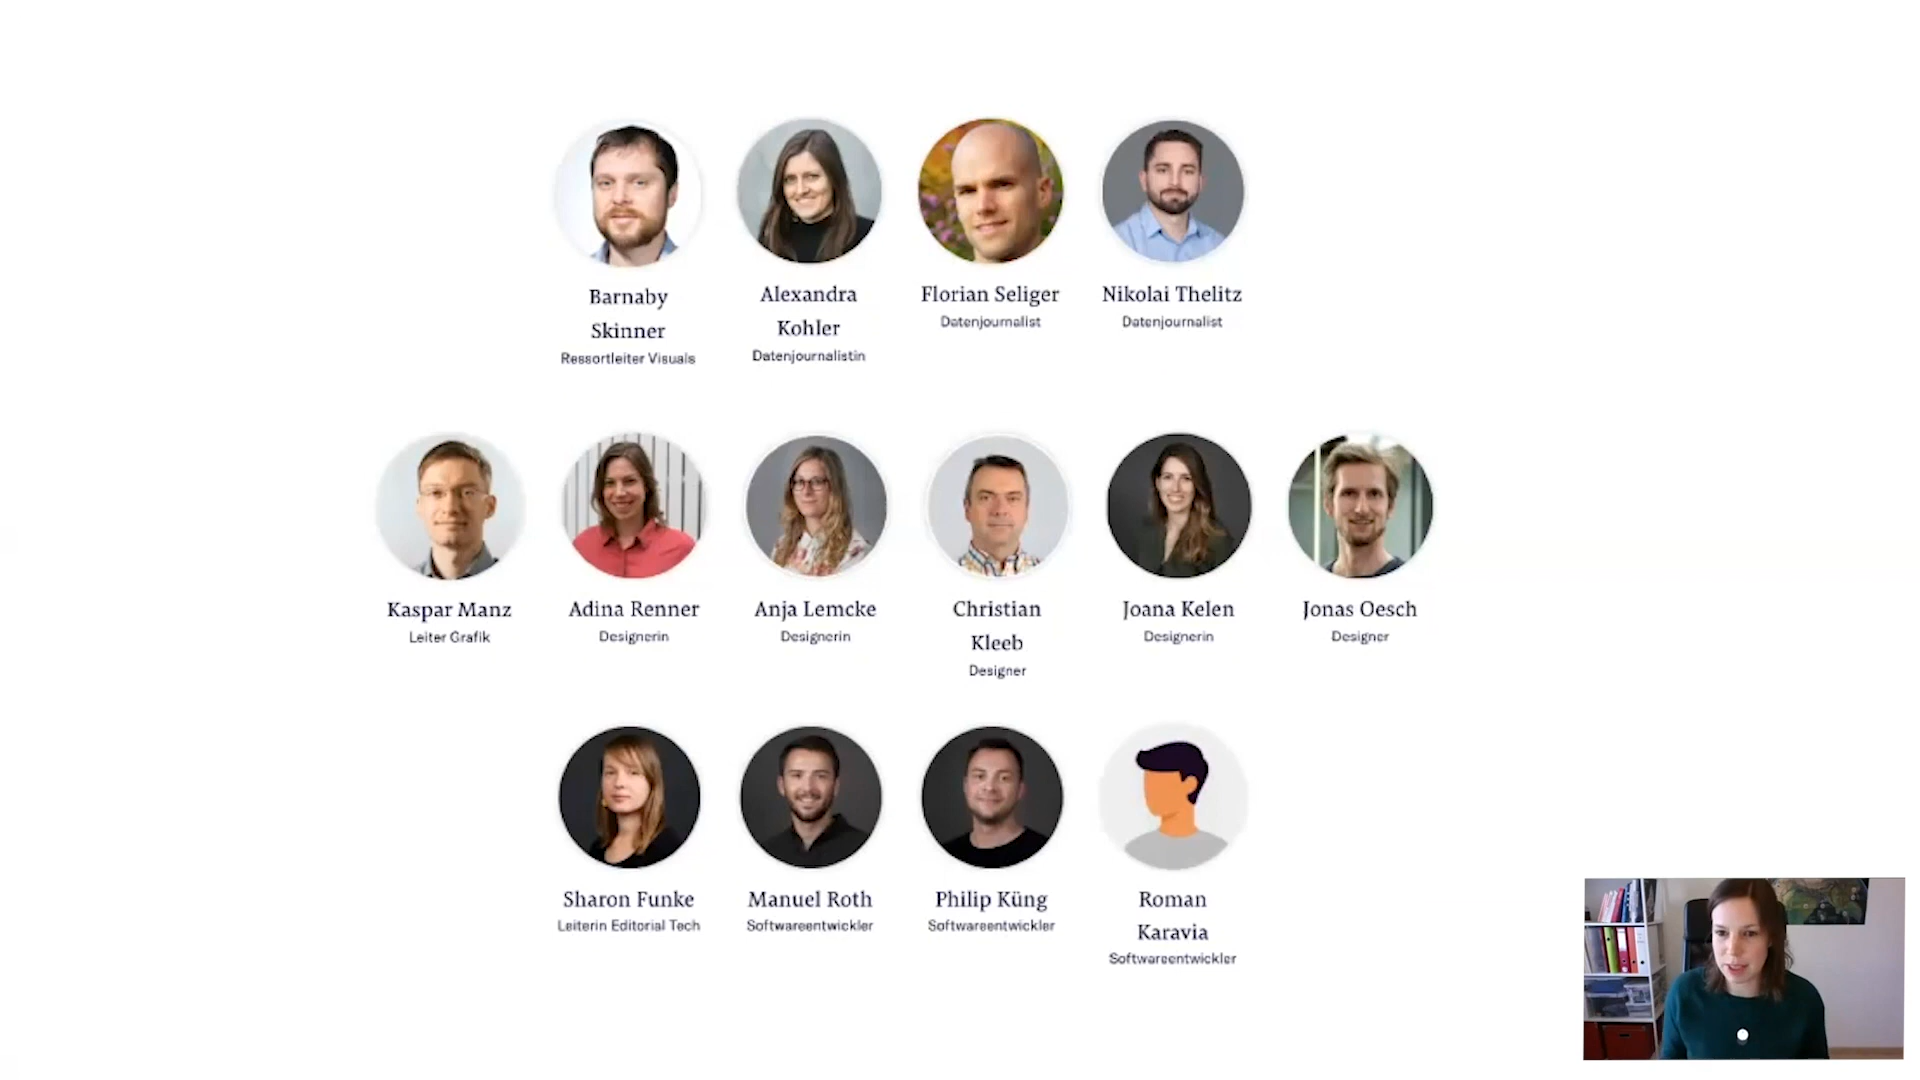 Barnaby
Skinner
Ressortleiter Visuals
Alexandra
Kohler
Datenjournalistin
Florian Seliger
Datenjournalist
Nikolai Thelitz
Datenjournalist
Kaspar Manz
Leiter Grafik
Adina Renner
Designerin
Anja Lemcke
Designerin
Christian
Kleeb
Designer
Joana Kelen
Designerin
Jonas Oesch
Designer
Sharon Funke
Leiterin Editorial Tech
Manuel Roth
Softwareentwickler
Philip Küng
Softwareentwickler
Roman
Karavia
Softwareentwickler